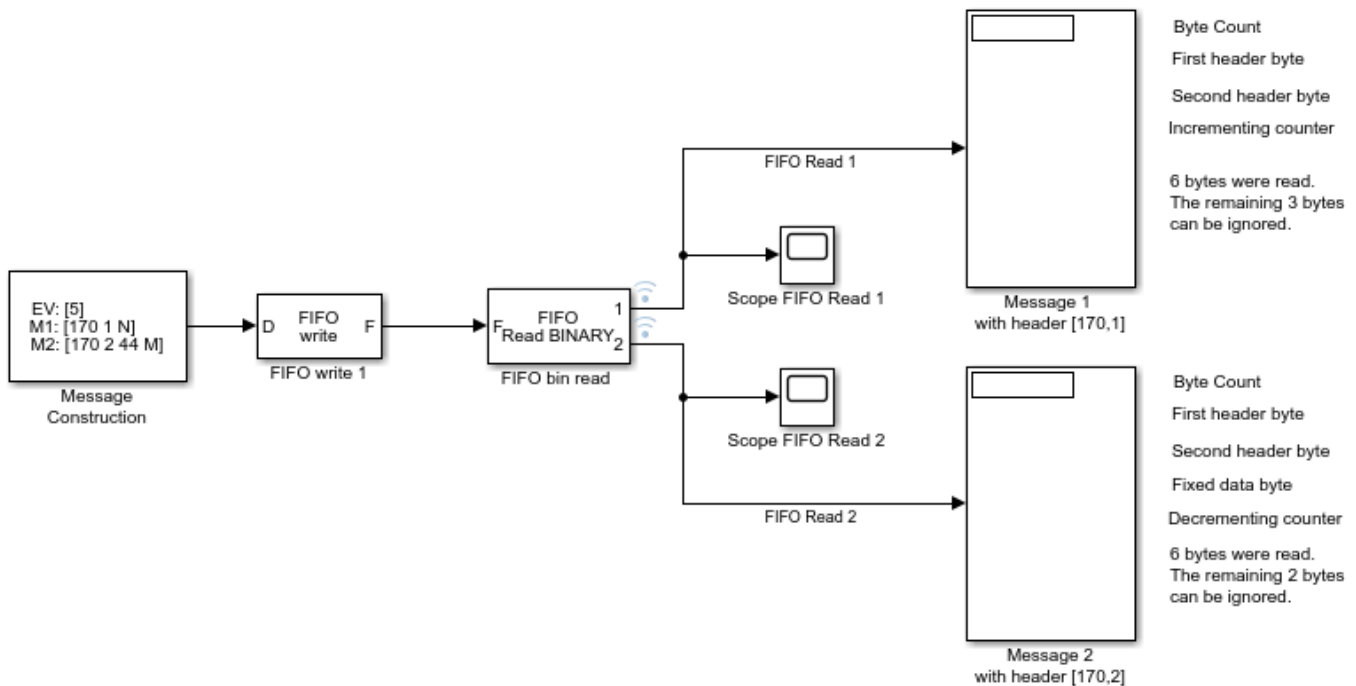 EV: [5]
M1: [170 1 N]
M2: [170 2 44 M]
Message
Construction
D
FIFO
write
F
FIFO write 1
F
FIFO
Read BINARY
1
2
FIFO bin read
FIFO Read 1
Scope FIFO Read 1
Scope FIFO Read 2
FIFO Read 2
Message 1
with header [170,1]
Byte Count
First header byte
Second header byte
Incrementing counter
6 bytes were read.
The remaining 3 bytes
can be ignored.
Message 2
with header [170,2]
Byte Count
First header byte
Second header byte
Fixed data byte
Decrementing counter
6 bytes were read.
The remaining 2 bytes
can be ignored.